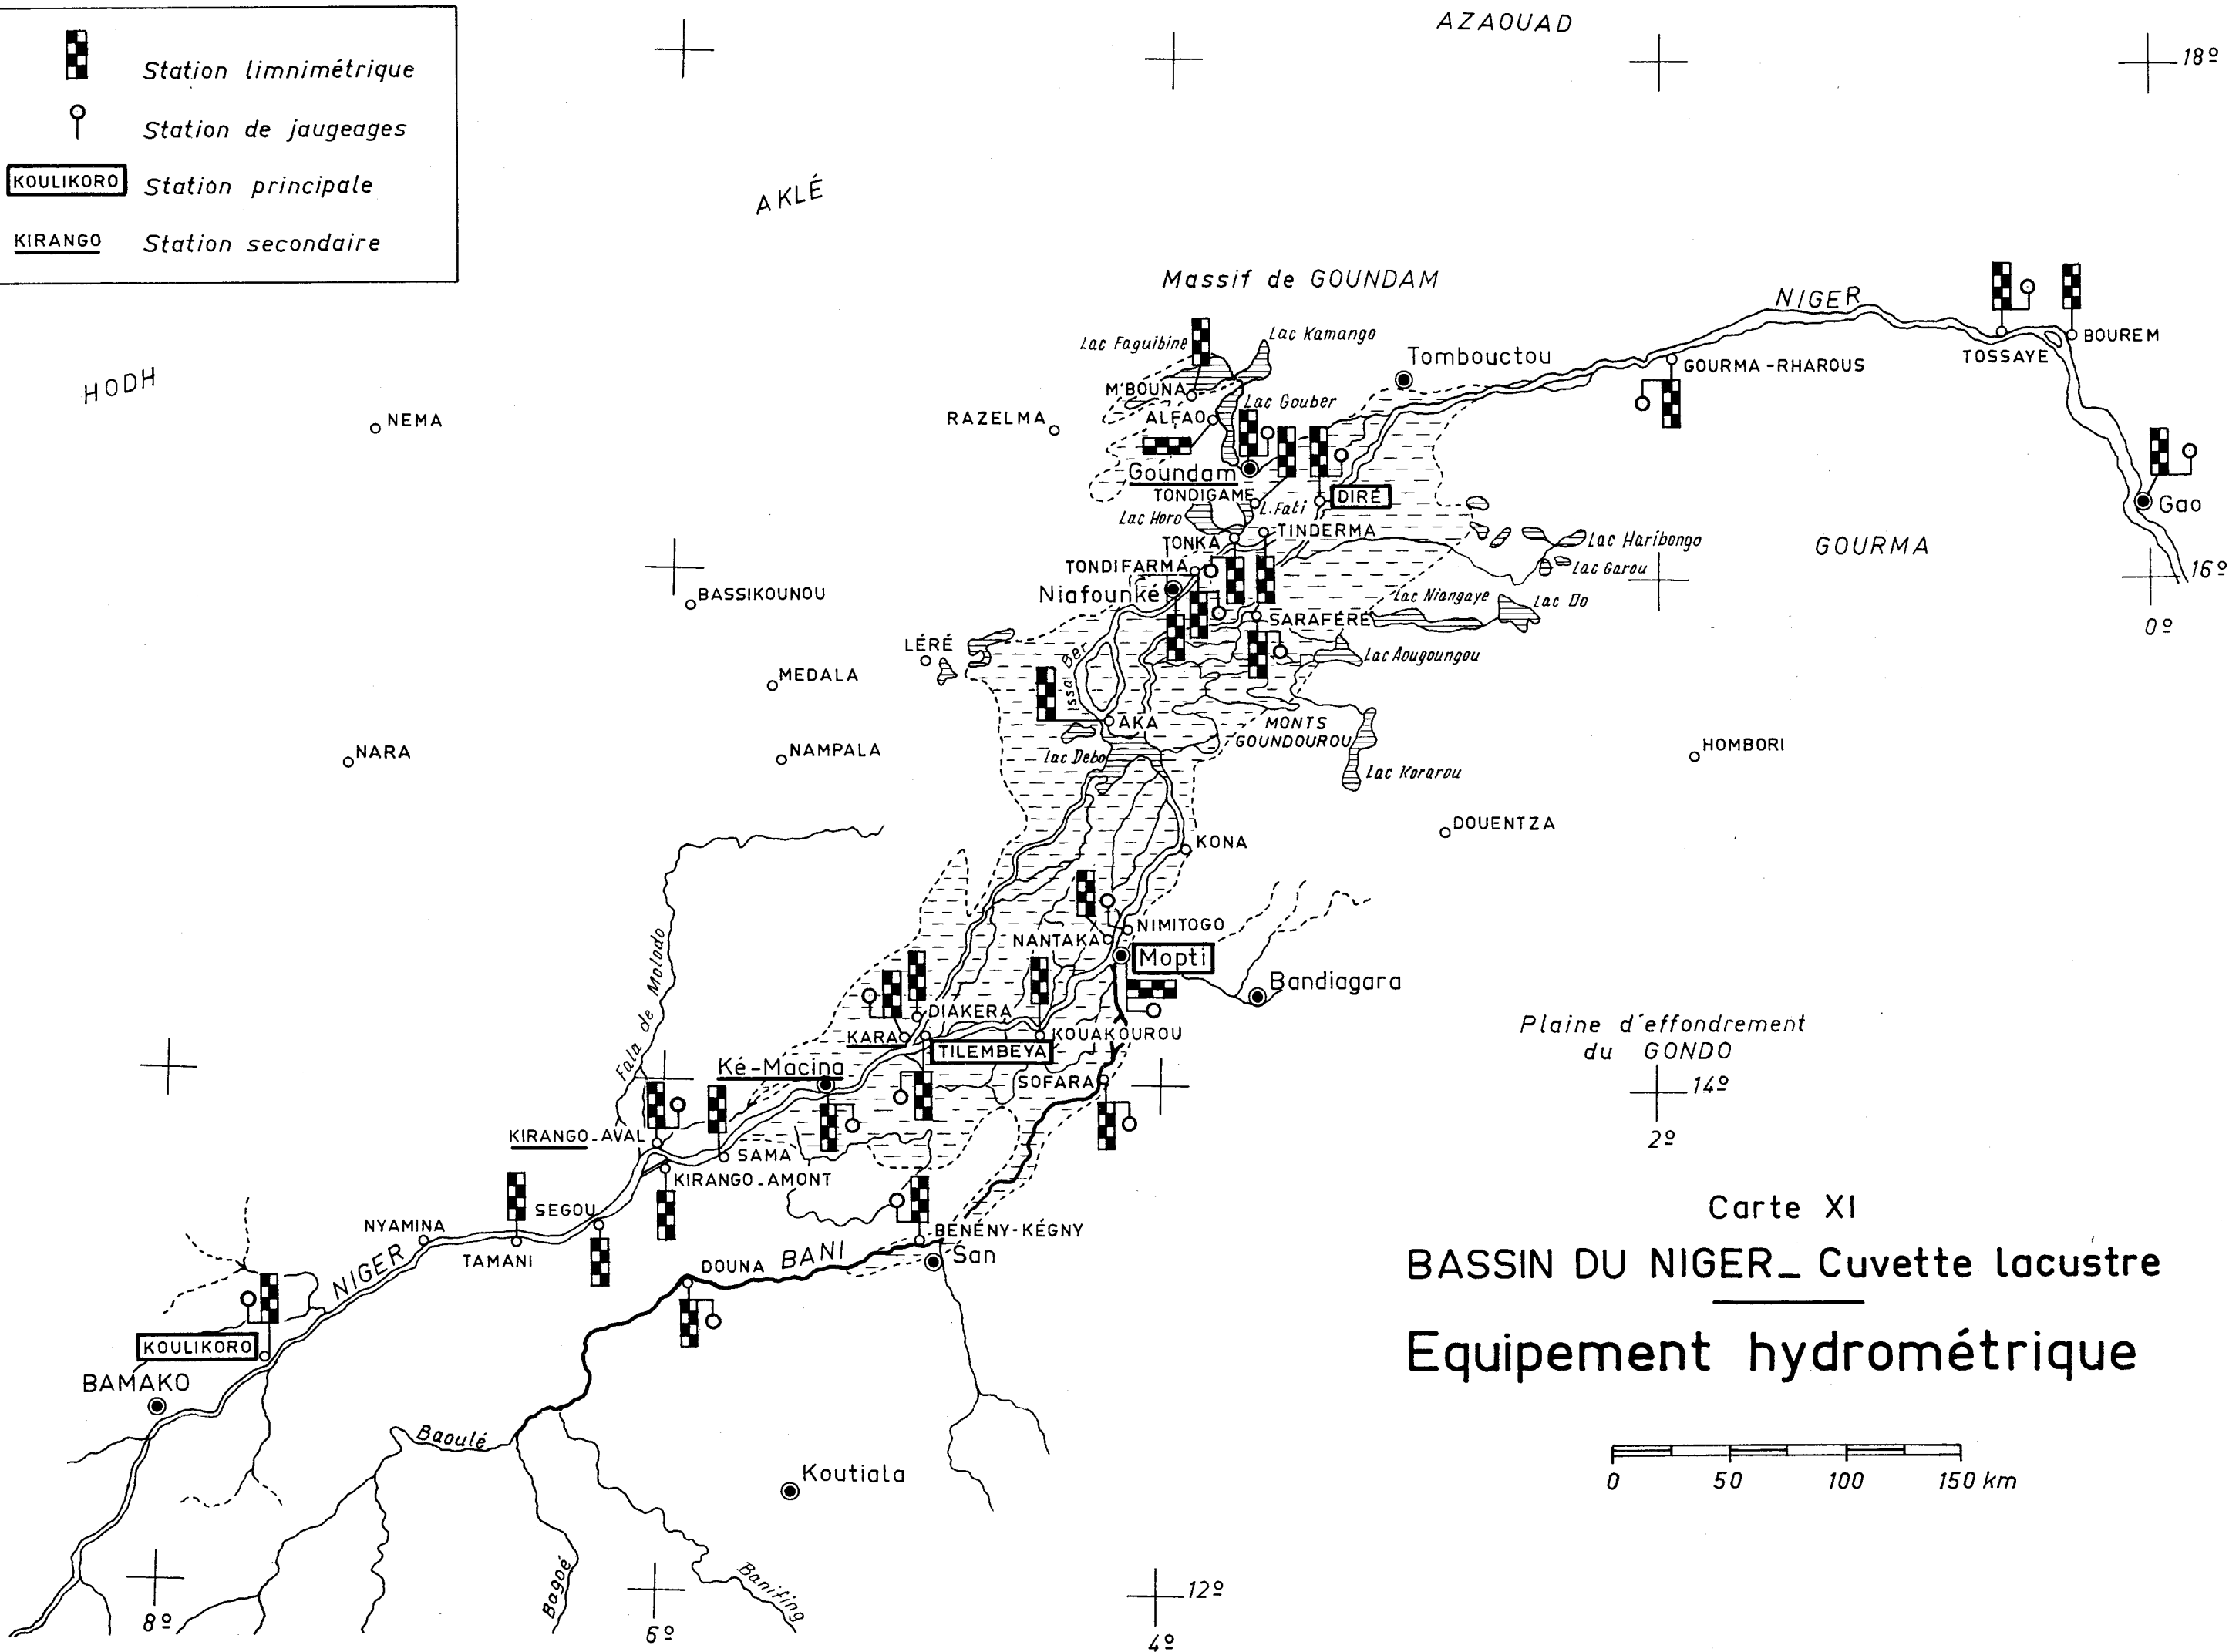 Station limnimétrique
Station de jaugeages
KOULIKORO Station principale
KIRANGO Station secondaire
AZAOUAD
18º
AKLÉ
HODH
Massif de GOUNDAM
NIGER
Lac Faguibine
Lac Kamango
Tombouctou
BOUREM
TOSSAYE
GOURMA-RHAROUS
M'BOUNA
Lac Gouber
ALFAO
NEMA
RAZELMA
Goundam
TONDIGAME
DIRÉ
L. Fati
Gao
Lac Horo
TINDERMA
TONKA
Lac Haribongo
GOURMA
Lac Garou
16º
TONDIFARMA
Niafounké
BASSIKOUNOU
Lac Niangaye
Lac Do
SARAFÉRÉ
0º
LÉRÉ
Issa Ber
Lac Aougoungou
MEDALA
AKA
MONTS
GOUNDOUROU
NARA
NAMPALA
Lac Debo
HOMBORI
Lac Korarou
DOUENTZA
KONA
NIMITOGO
NANTAKA
Mopti
Fala de Molodo
Bandiagara
DIAKERA
KARA
KOUAKOUROU
TILEMBEYA
Plaine d'effondrement
du GONDO
Ké-Macina
SOFARA
14º
2º
KIRANGO-AVAL
SAMA
KIRANGO-AMONT
SEGOU
NYAMINA
TAMANI
BENÉNY-KÉGNY
San
DOUNA
BANI
NIGER
KOULIKORO
BAMAKO
Carte XI
BASSIN DU NIGER_ Cuvette lacustre
Equipement hydrométrique
Baoulé
Koutiala
0 50 100 150 km
Bagoé
Banifing
12º
8º
6º
4º